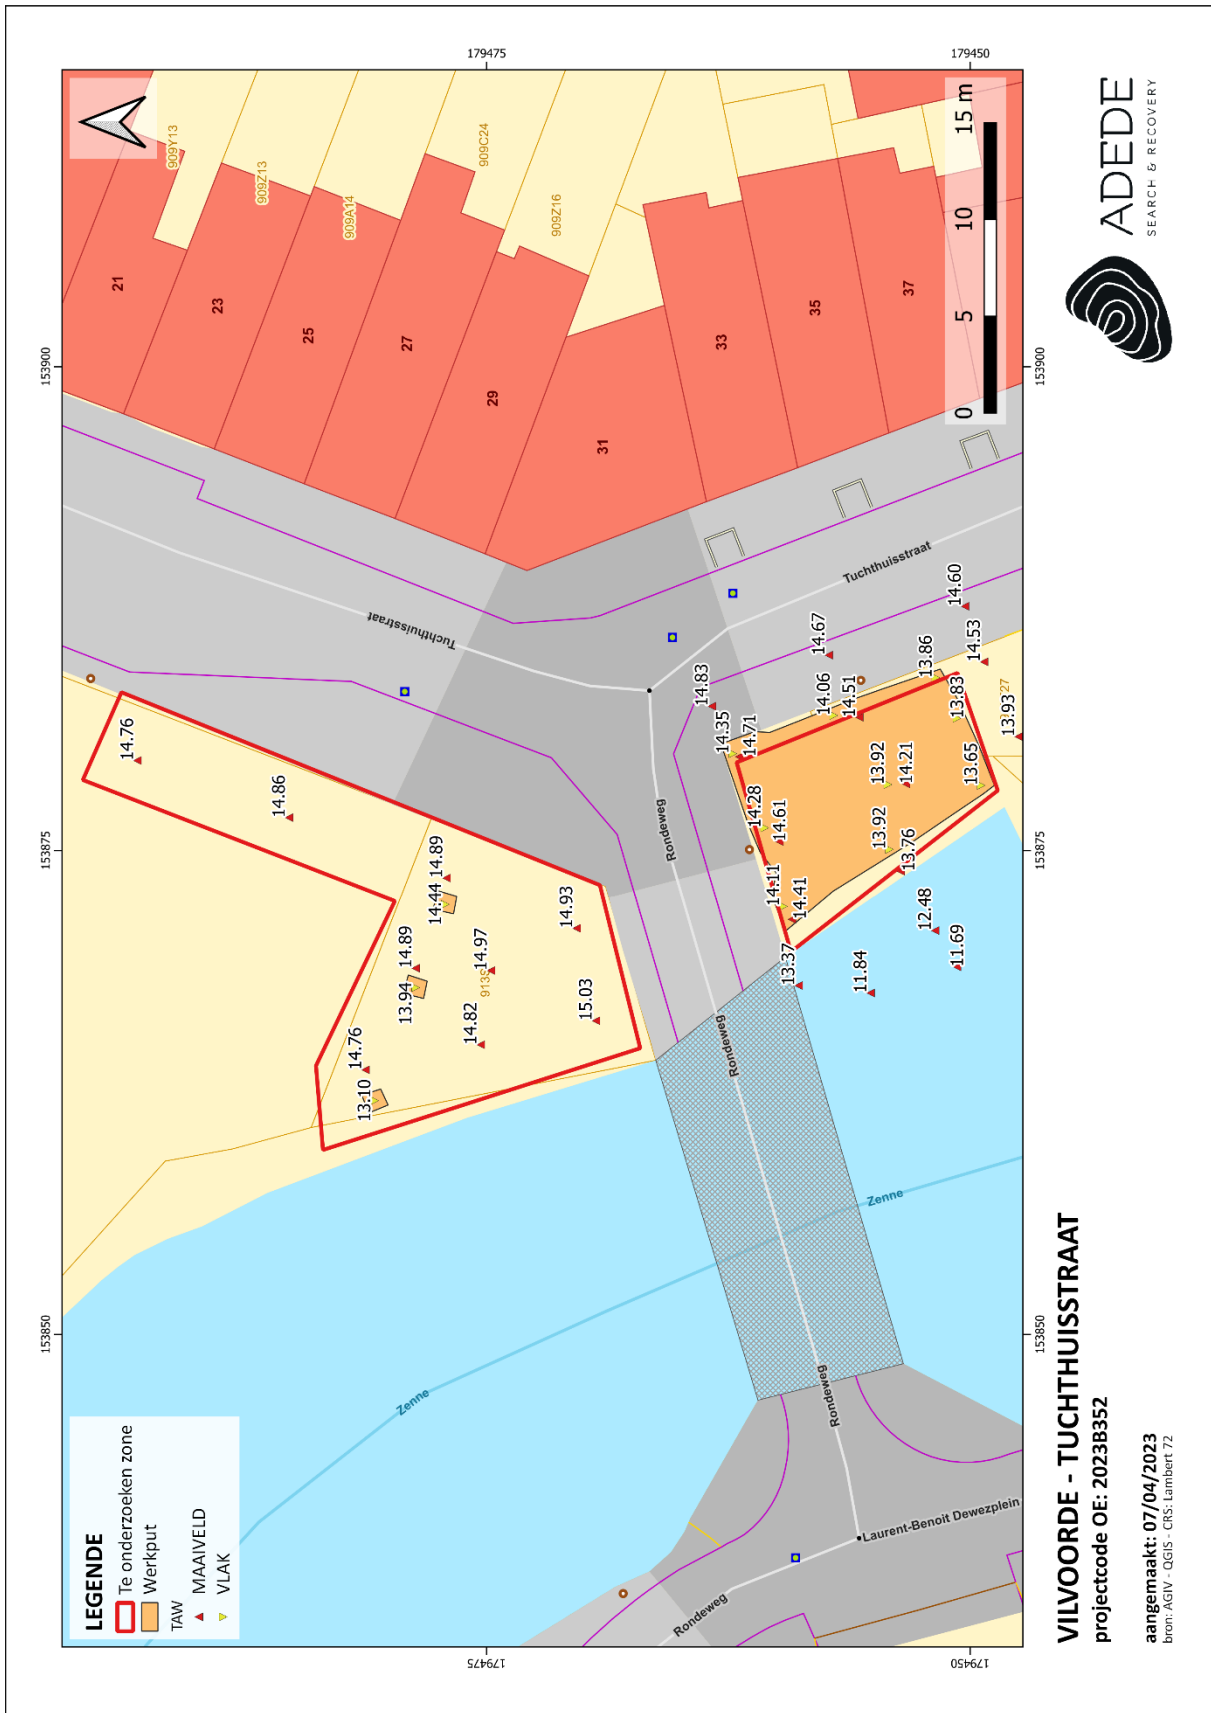 LEGENDE
Te onderzoeken zone
Werkput
TAW
MAAIVELD
VLAK
153850
153875
153900
179475
179450
153850
153875
153900
179475
179450
909Y13
909Z13
909A14
909C24
909Z16
21
23
25
27
29
31
33
35
37
Tuchthuisstraat
Tuchthuisstraat
Rondeweg
Rondeweg
Rondeweg
Rondeweg
Laurent-Benoit Dewezplein
Zenne
Zenne
14.76
14.86
14.89
14.44
14.89
13.94
14.76
13.10
14.97
14.82
14.93
15.03
14.83
14.67
14.60
14.53
14.35
14.71
14.06
14.51
13.86
13.83
13.93
14.28
14.61
13.92
14.21
13.65
13.92
13.76
14.11
14.41
13.37
12.48
11.84
11.69
0 5 10 15 m
VILVOORDE - TUCHTHUISSTRAAT
projectcode OE: 2023B352
aangemaakt: 07/04/2023
bron: AGIV - QGIS - CRS: Lambert 72
ADEDE
SEARCH & RECOVERY